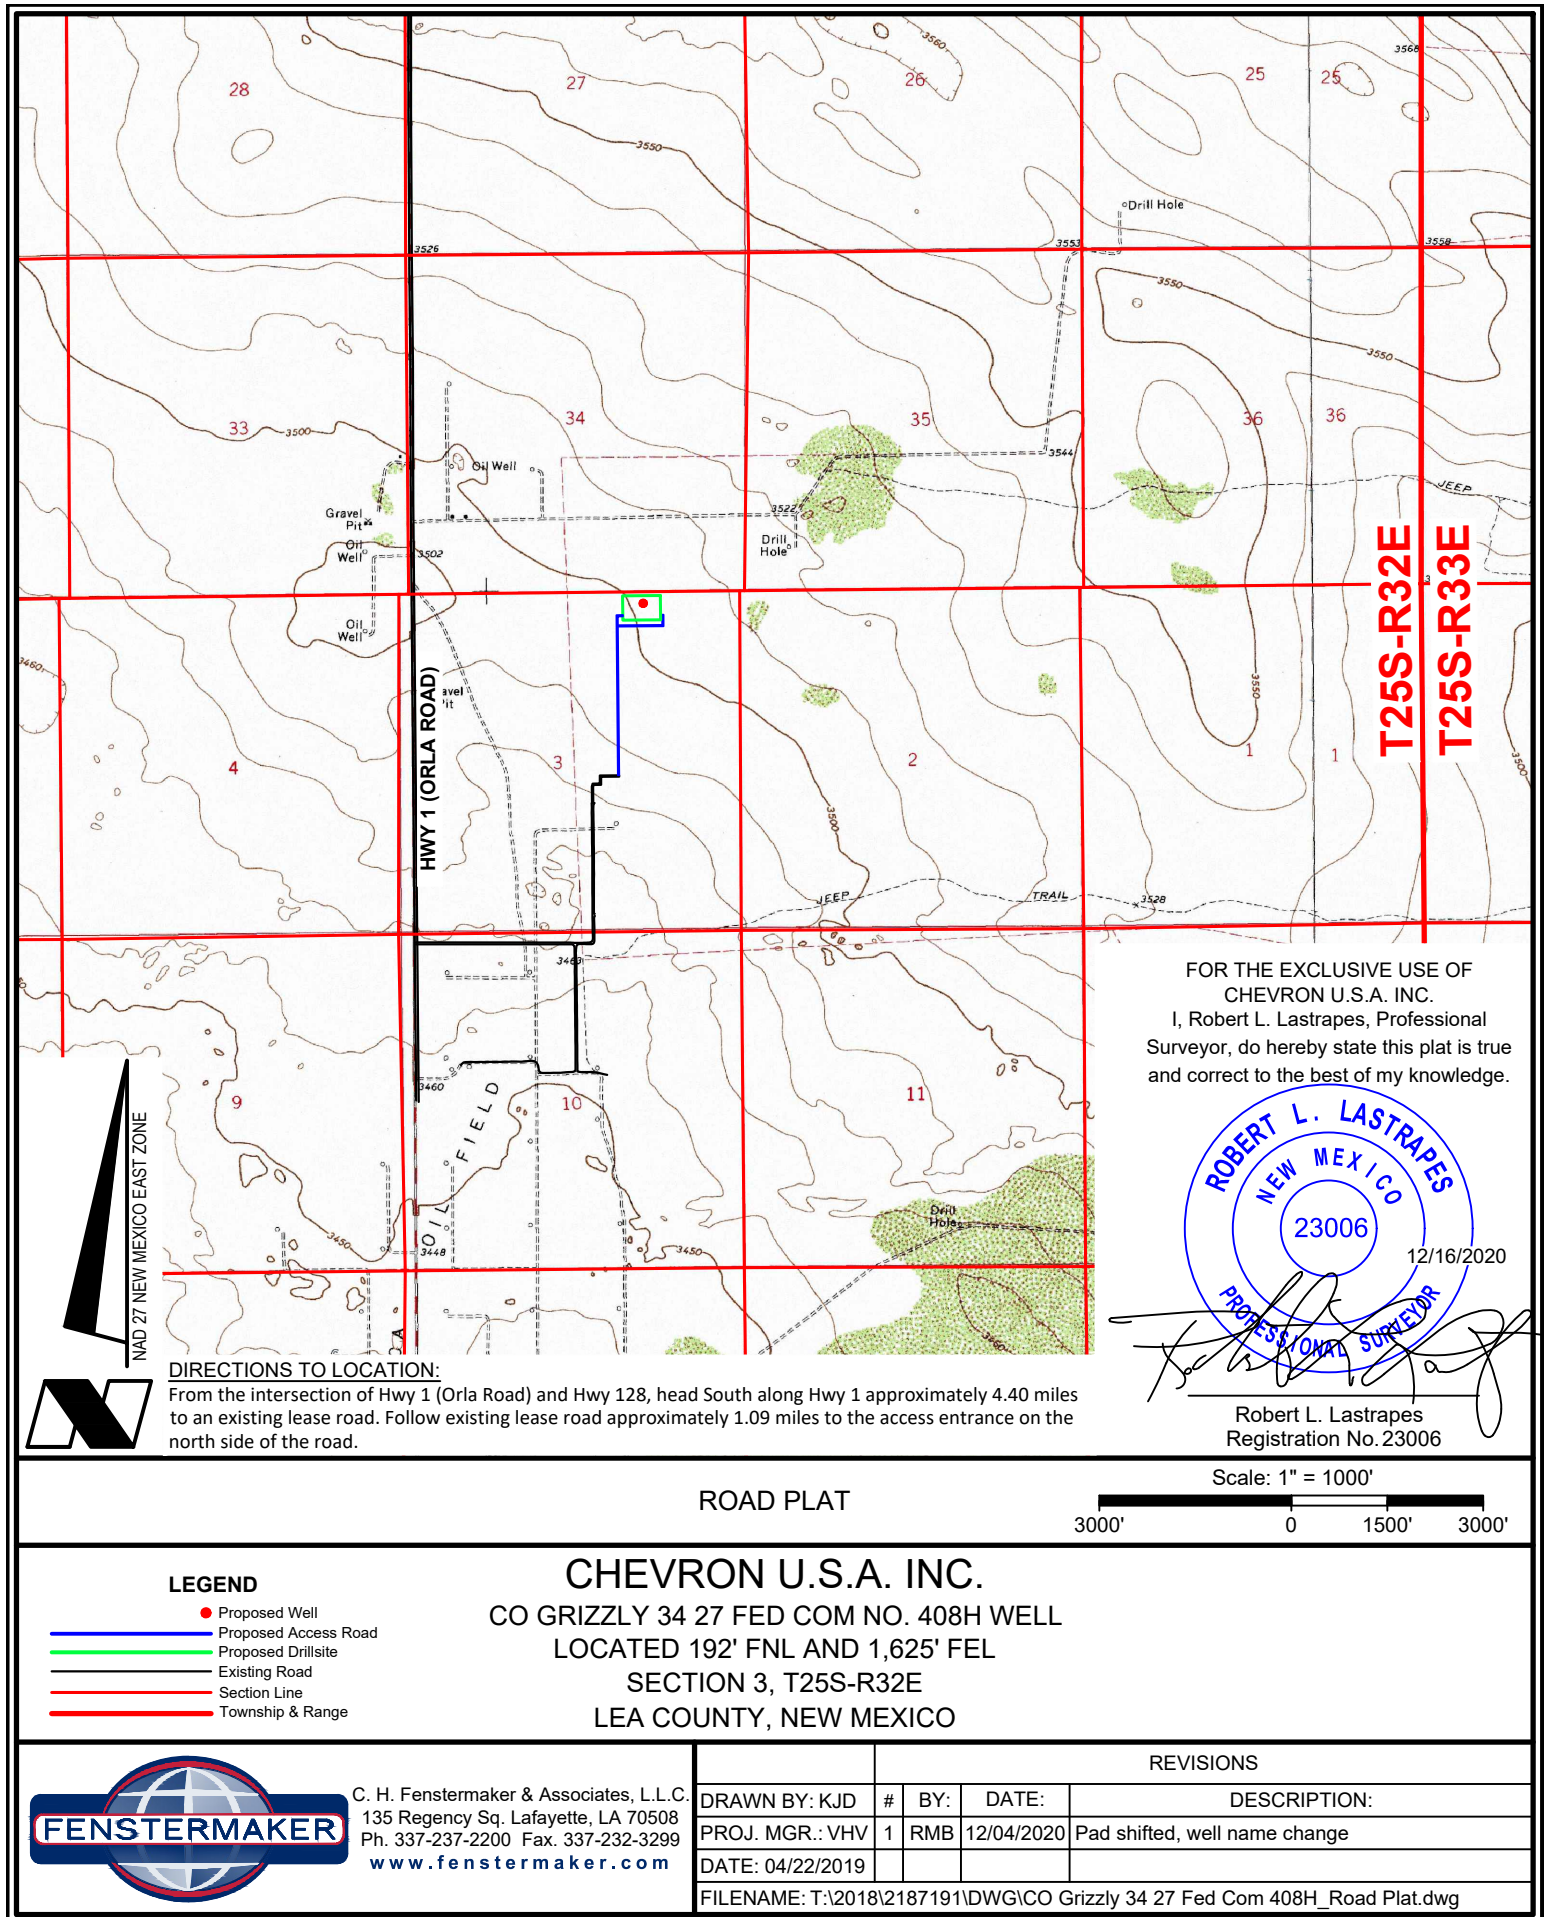 28
27
26
25
25
3560
3568
3550
Drill Hole
3526
3553
3558
3550
3550
33
3500
34
35
36
36
Oil Well
3544
JEEP
Gravel
Pit
3522
Oil
Well
3502
Drill
Hole
T25S-R32E
T25S-R33E
Oil
Well
3460
HWY 1 (ORLA ROAD)
avel
it
3550
4
3
2
1
1
3500
3500
JEEP
TRAIL
3528
3463
3460
9
10
11
OIL FIELD
3450
3448
3450
Drill
Hole
NAD 27 NEW MEXICO EAST ZONE
FOR THE EXCLUSIVE USE OF
CHEVRON U.S.A. INC.
I, Robert L. Lastrapes, Professional
Surveyor, do hereby state this plat is true
and correct to the best of my knowledge.
ROBERT L. LASTRAPES
NEW MEXICO
23006
PROFESSIONAL SURVEYOR
12/16/2020
Robert L. Lastrapes
Registration No. 23006
DIRECTIONS TO LOCATION:
From the intersection of Hwy 1 (Orla Road) and Hwy 128, head South along Hwy 1 approximately 4.40 miles
to an existing lease road. Follow existing lease road approximately 1.09 miles to the access entrance on the
north side of the road.
ROAD PLAT
Scale: 1" = 1000'
3000' 0 1500' 3000'
LEGEND
Proposed Well
Proposed Access Road
Proposed Drillsite
Existing Road
Section Line
Township & Range
CHEVRON U.S.A. INC.
CO GRIZZLY 34 27 FED COM NO. 408H WELL
LOCATED 192' FNL AND 1,625' FEL
SECTION 3, T25S-R32E
LEA COUNTY, NEW MEXICO
FENSTERMAKER
C. H. Fenstermaker & Associates, L.L.C.
135 Regency Sq. Lafayette, LA 70508
Ph. 337-237-2200 Fax. 337-232-3299
www.fenstermaker.com
REVISIONS
DRAWN BY: KJD # BY: DATE: DESCRIPTION:
PROJ. MGR.: VHV 1 RMB 12/04/2020 Pad shifted, well name change
DATE: 04/22/2019
FILENAME: T:\2018\2187191\DWG\CO Grizzly 34 27 Fed Com 408H_Road Plat.dwg